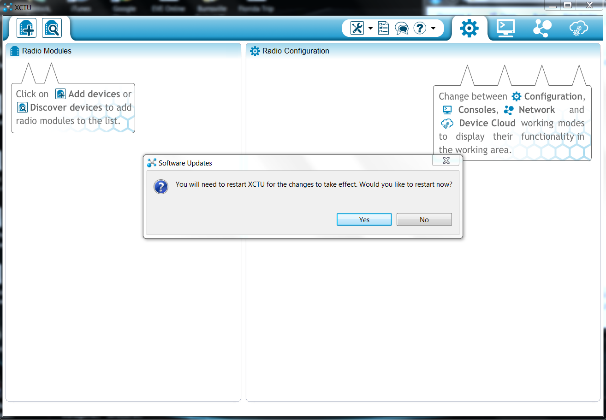 XCTU
Radio Modules
Radio Configuration
Click on Add devices or
Discover devices to add
radio modules to the list.
Change between Configuration,
Consoles, Network and
Device Cloud working modes
to display their functionality in
the working area.
Software Updates
You will need to restart XCTU for the changes to take effect. Would you like to restart now?
Yes
No